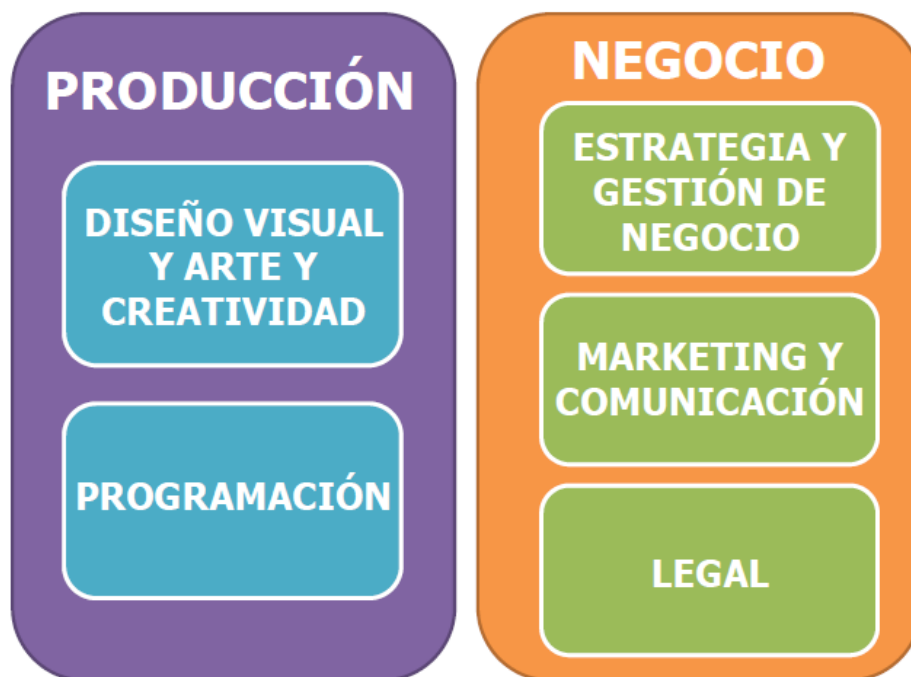 PRODUCCIÓN
DISEÑO VISUAL
Y ARTE Y
CREATIVIDAD
PROGRAMACIÓN
NEGOCIO
ESTRATEGIA Y
GESTIÓN DE
NEGOCIO
MARKETING Y
COMUNICACIÓN
LEGAL